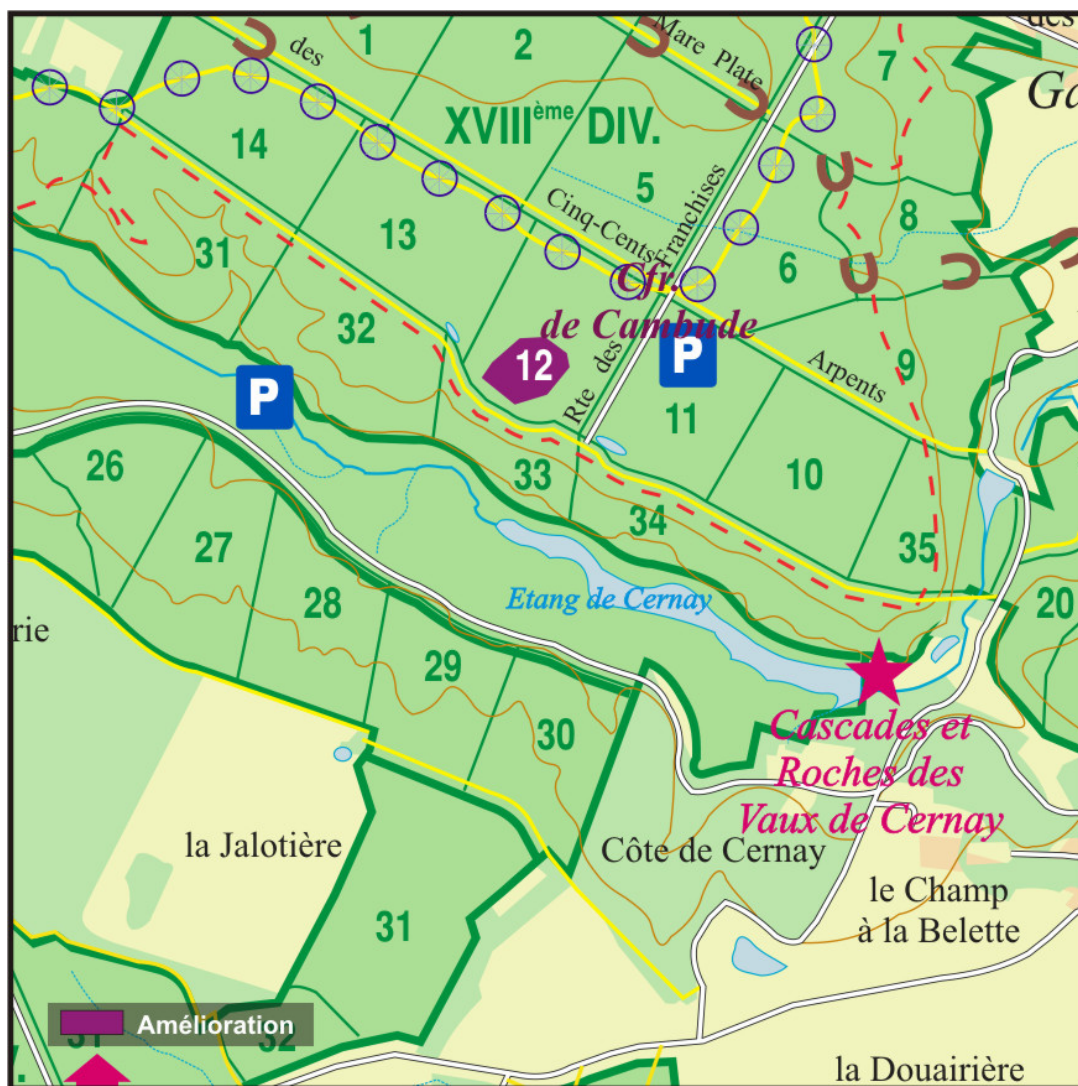 des
1
2
Mare Plate
7
des
Ga
14
XVIIIème DIV.
5
Franchises
8
13
Cinq-Cents
6
31
Cfr.
de Cambude
32
12
Rte des
P
Arpents
9
P
11
26
33
10
34
35
27
28
Etang de Cernay
20
rie
29
30
Cascades et
Roches des
Vaux de Cernay
la Jalotière
Côte de Cernay
le Champ
à la Belette
31
Amélioration
31
32
la Douairière